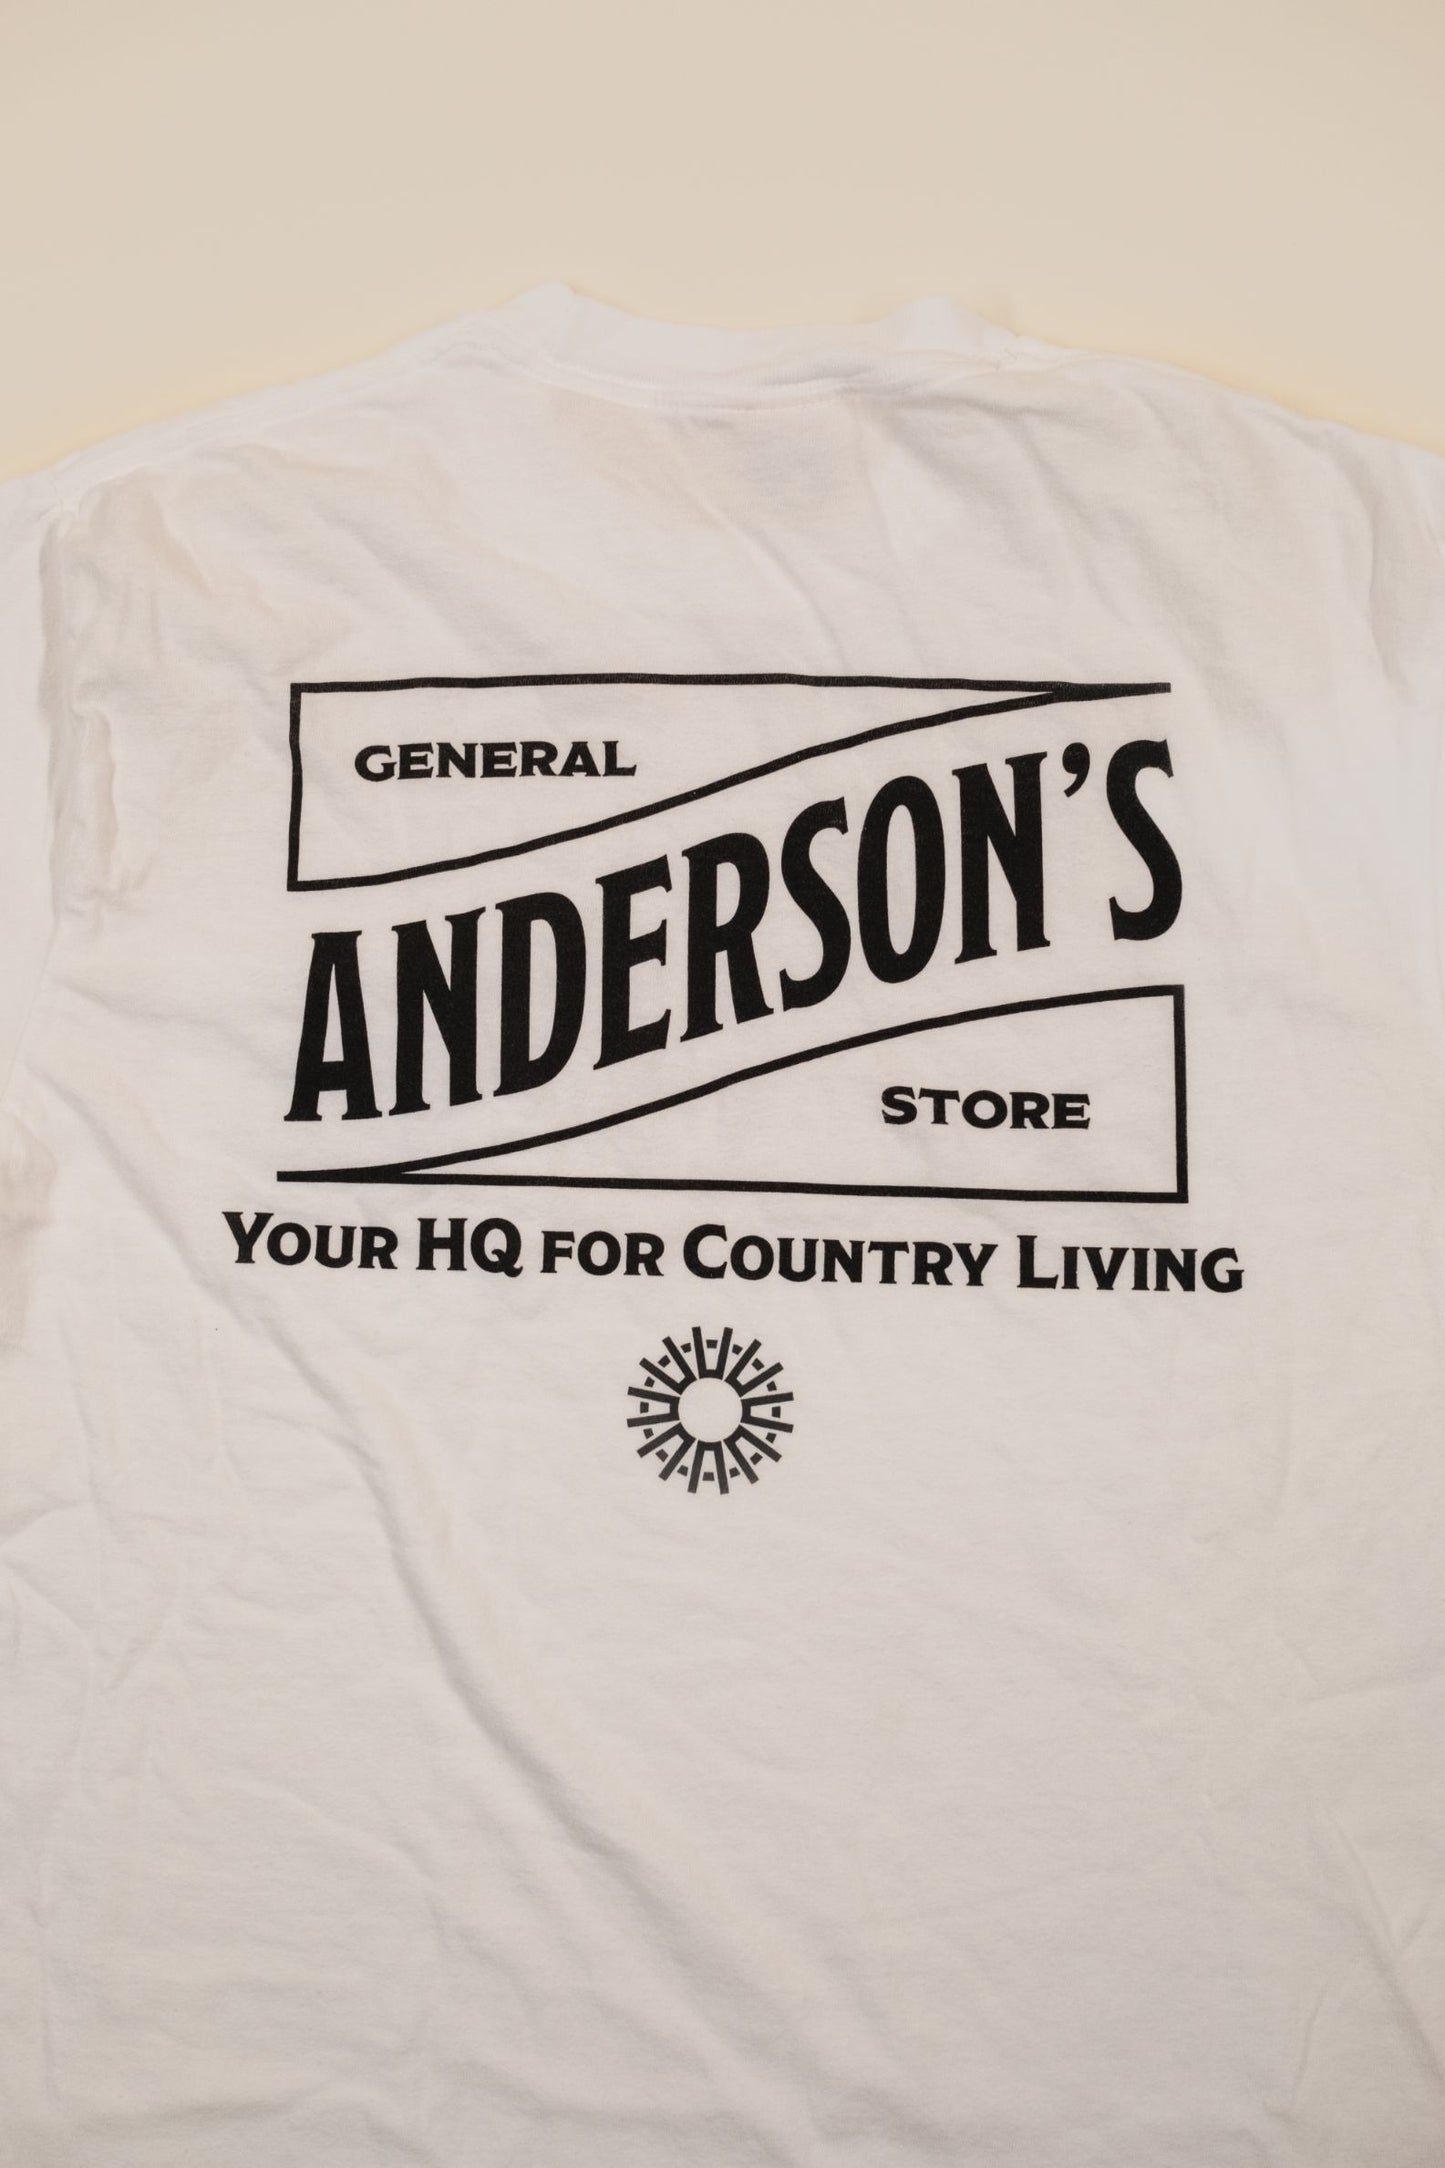 GENERAL
ANDERSON'S
STORE
YOUR HQ FOR COUNTRY LIVING